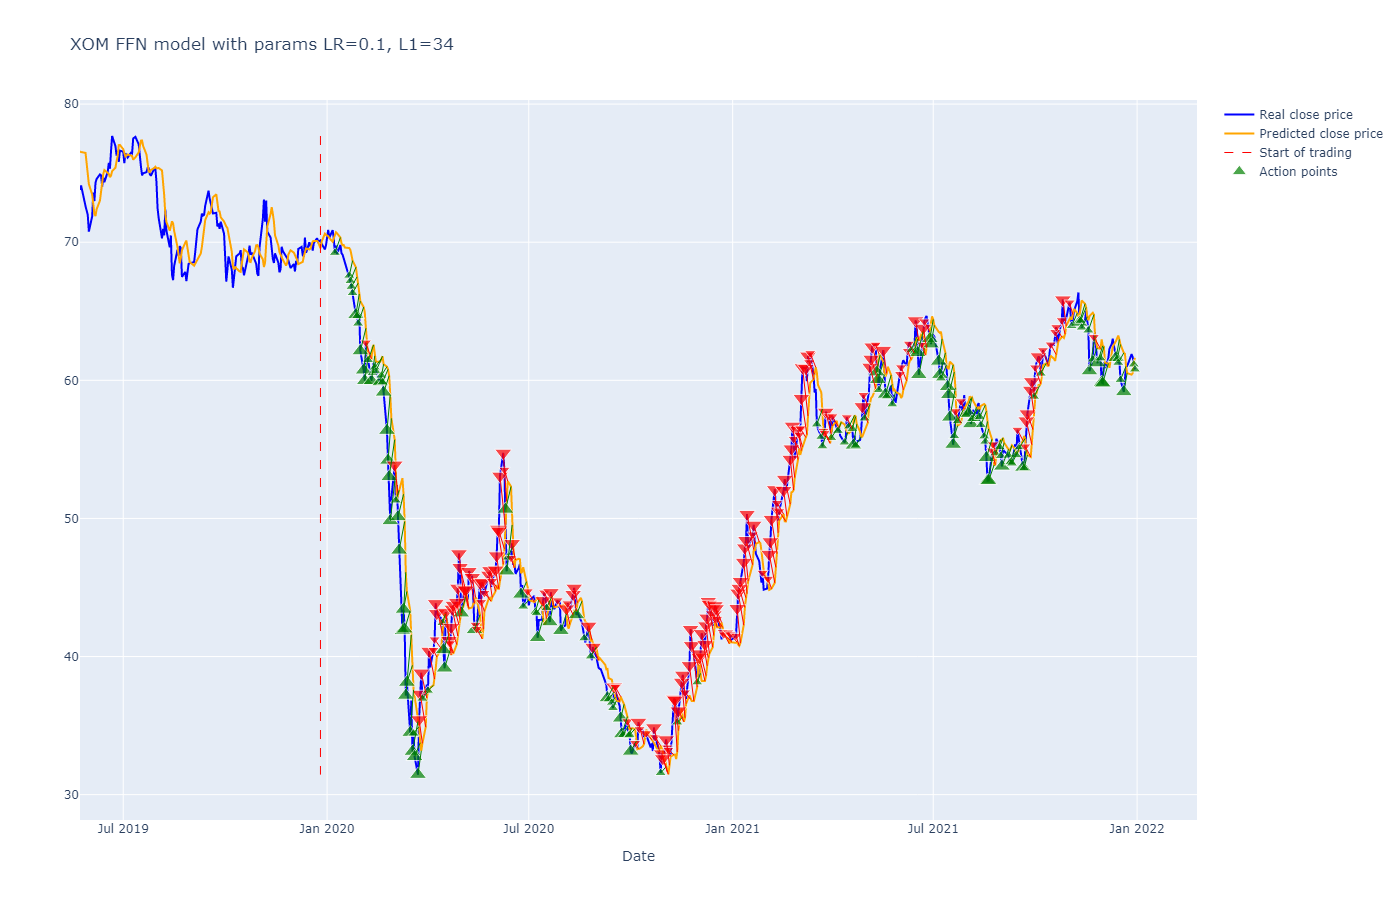 XOM FFN model with params LR=0.1, L1=34
80
70
60
50
40
30
Jul 2019
Jan 2020
Jul 2020
Jan 2021
Jul 2021
Jan 2022
Date
Real close price
Predicted close price
Start of trading
Action points